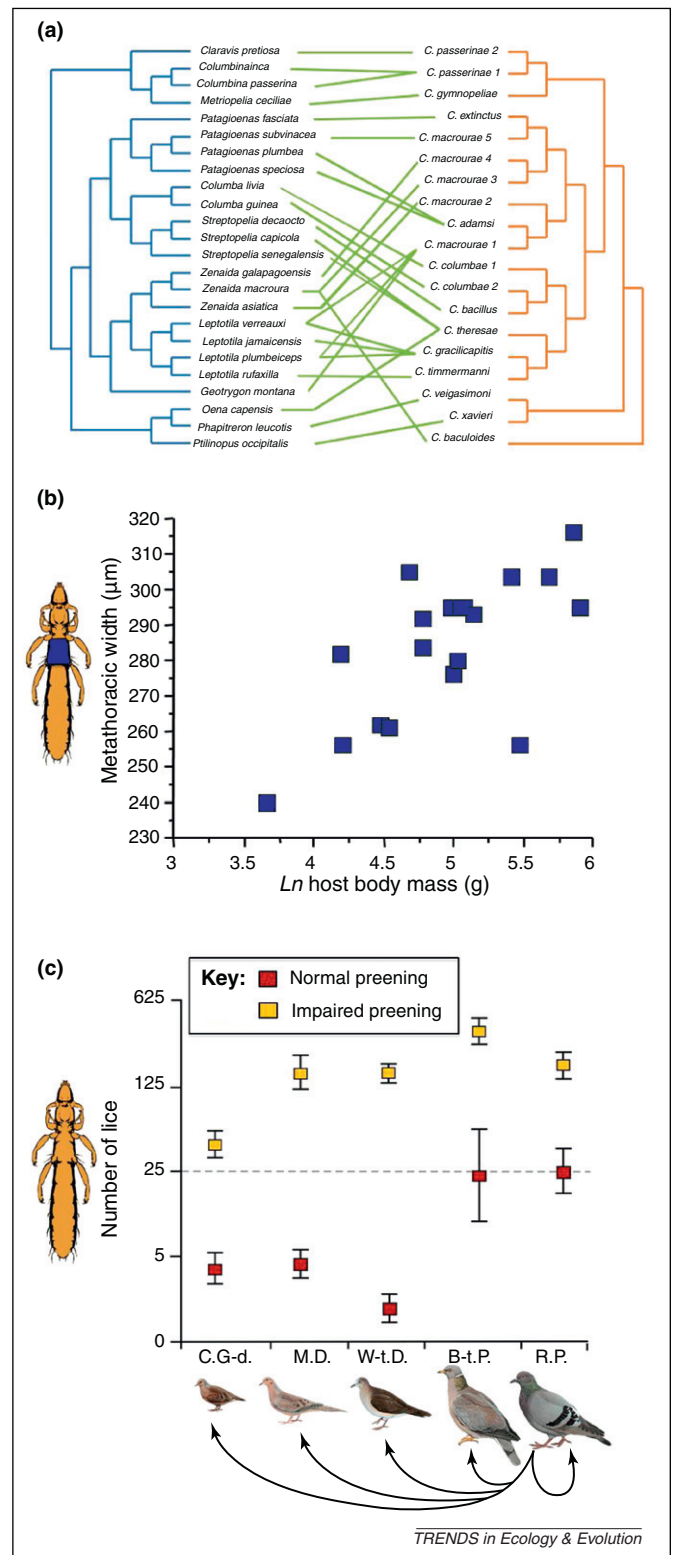 (a)
Claravis pretiosa
Columbinainca
Columbina passerina
Metriopelia ceciliae
Patagioenas fasciata
Patagioenas subvinacea
Patagioenas plumbea
Patagioenas speciosa
Columba livia
Columba guinea
Streptopelia decaocto
Streptopelia capicola
Streptopelia senegalensis
Zenaida galapagoensis
Zenaida macroura
Zenaida asiatica
Leptotila verreauxi
Leptotila jamaicensis
Leptotila plumbeiceps
Leptotila rufaxilla
Geotrygon montana
Oena capensis
Phapitreron leucotis
Ptilinopus occipitalis
C. passerinae 2
C. passerinae 1
C. gymnopeliae
C. extinctus
C. macrourae 5
C. macrourae 4
C. macrourae 3
C. macrourae 2
C. adamsi
C. macrourae 1
C. columbae 1
C. columbae 2
C. bacillus
C. theresae
C. gracilicapitis
C. timmermanni
C. veigasimoni
C. xavieri
C. baculoides
(b)
Metathoracic width (µm)
320
310
300
290
280
270
260
250
240
230
3 3.5 4 4.5 5 5.5 6
Ln host body mass (g)
(c)
Key: Normal preening
Impaired preening
Number of lice
625
125
25
5
0
C.G-d. M.D. W-t.D. B-t.P. R.P.
TRENDS in Ecology & Evolution